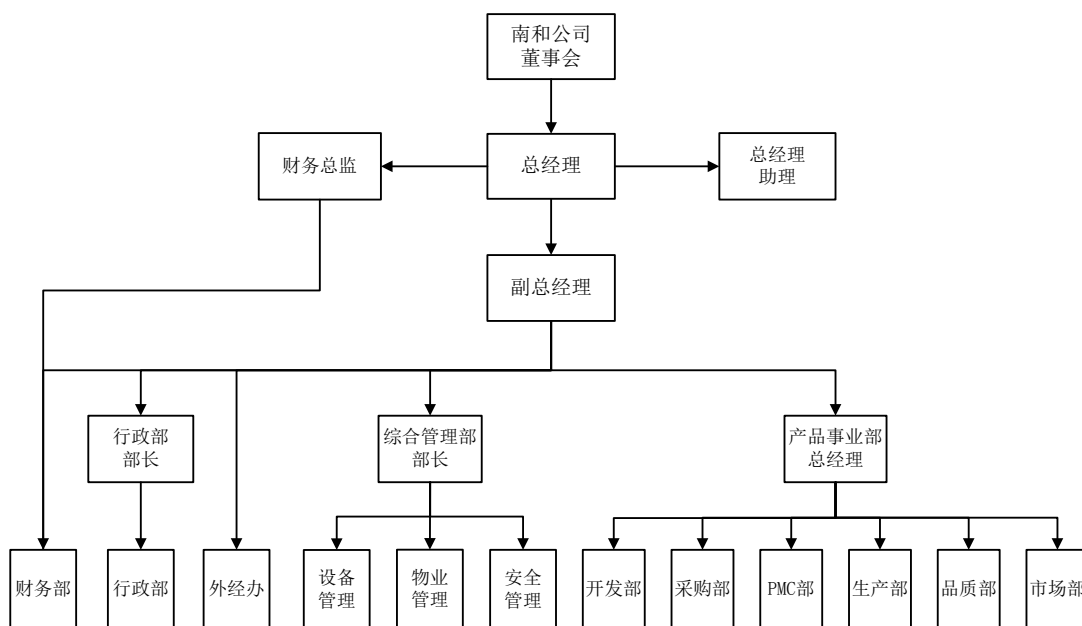 南和公司
董事会
财务总监
总经理
总经理
助理
副总经理
行政部
部长
综合管理部
部长
产品事业部
总经理
财务部
行政部
外经办
设备
管理
物业
管理
安全
管理
开发部
采购部
PMC部
生产部
品质部
市场部